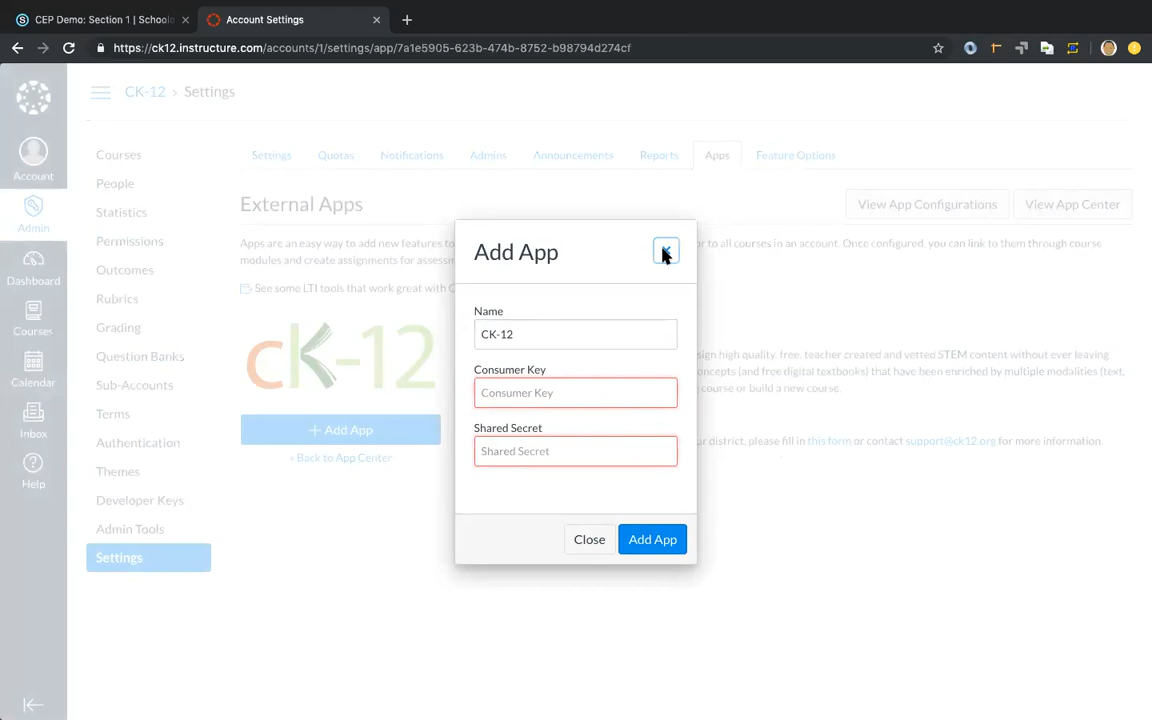 CEP Demo: Section 1 | Schoolo
Account Settings
https://ck12.instructure.com/accounts/1/settings/app/7a1e5905-623b-474b-8752-b98794d274cf
CK-12 > Settings
Account
Admin
Dashboard
Courses
Calendar
Inbox
Help
Courses
People
Statistics
Permissions
Outcomes
Rubrics
Grading
Question Banks
Sub-Accounts
Terms
Authentication
Themes
Developer Keys
Admin Tools
Settings
Settings Quotas Notifications Admins Announcements Reports Apps Feature Options
External Apps
View App Configurations View App Center
Apps are an easy way to add new features to or to all courses in an account. Once configured, you can link to them through course
modules and create assignments for assessm
See some LTI tools that work great with C
cK-12
+ Add App
« Back to App Center
sign high quality, free, teacher created and vetted STEM content without ever leaving
oncepts (and free digital textbooks) that have been enriched by multiple modalities (text,
course or build a new course.
ur district, please fill in this form or contact support@ck12.org for more information.
Add App
Name
CK-12
Consumer Key
Consumer Key
Shared Secret
Shared Secret
Close
Add App